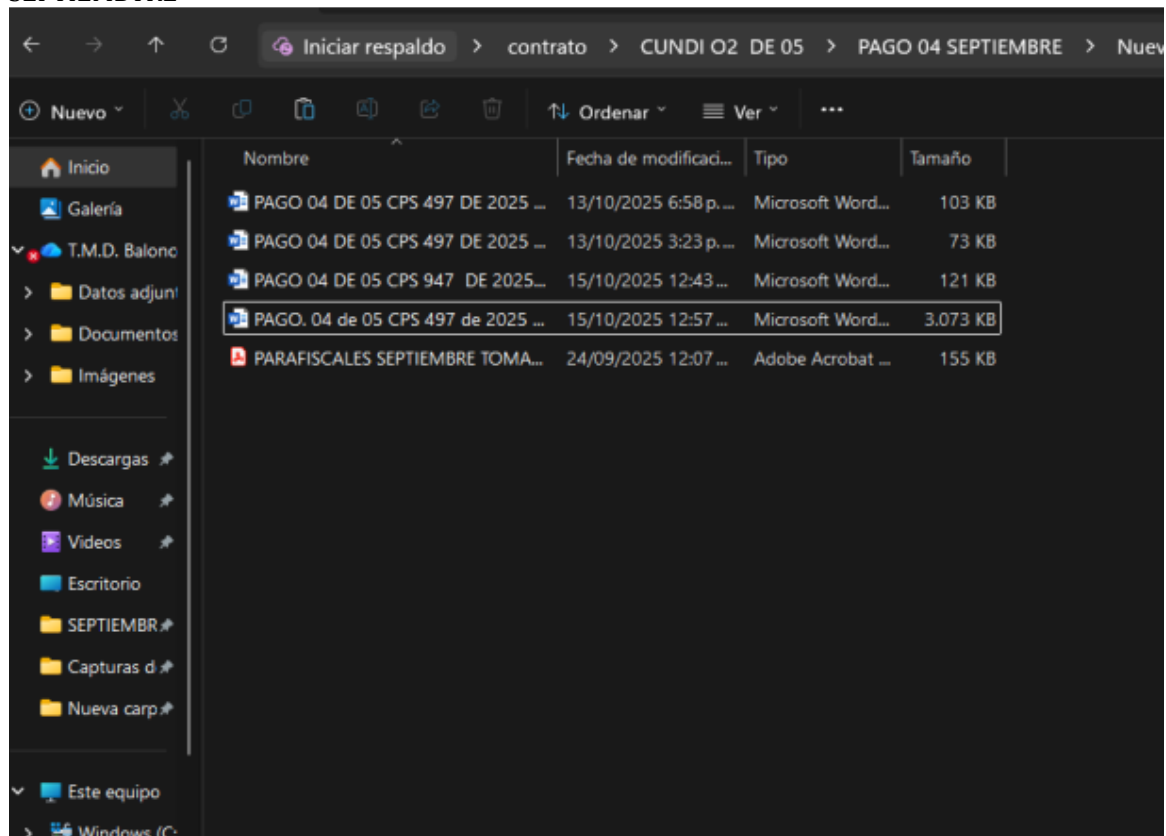 Iniciar respaldo > contrato > CUNDI O2 DE 05 > PAGO 04 SEPTIEMBRE > Nuev
Nuevo Ordenar Ver ...
Nombre Fecha de modificaci... Tipo Tamaño
PAGO 04 DE 05 CPS 497 DE 2025 ... 13/10/2025 6:58 p. ... Microsoft Word... 103 KB
PAGO 04 DE 05 CPS 497 DE 2025 ... 13/10/2025 3:23 p. ... Microsoft Word... 73 KB
PAGO 04 DE 05 CPS 947 DE 2025... 15/10/2025 12:43 ... Microsoft Word... 121 KB
PAGO. 04 de 05 CPS 497 de 2025 ... 15/10/2025 12:57 ... Microsoft Word... 3.073 KB
PARAFISCALES SEPTIEMBRE TOMA... 24/09/2025 12:07 ... Adobe Acrobat ... 155 KB
Inicio
Galería
T.M.D. Balonc
Datos adjun
Documentos
Imágenes
Descargas
Música
Videos
Escritorio
SEPTIEMBR
Capturas d
Nueva carp
Este equipo
Windows (C: